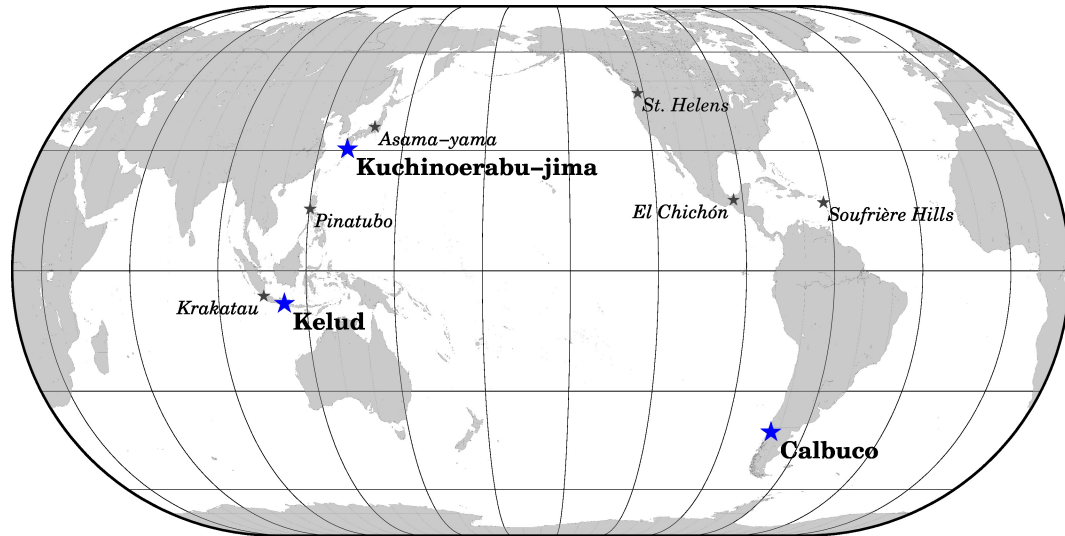 St. Helens
Asama–yama
Kuchinoerabu–jima
El Chichón
Soufrière Hills
Pinatubo
Krakatau
Kelud
Calbuco